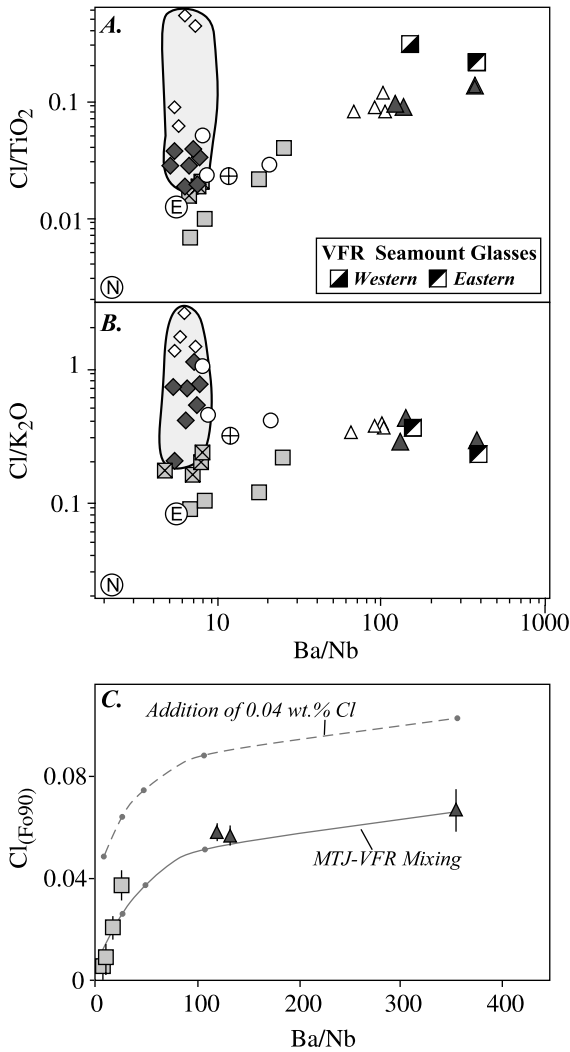 A.
Cl/TiO2
0.1
0.01
E
N
VFR Seamount Glasses
Western Eastern
B.
Cl/K2O
1
0.1
E
N
10 100 1000
Ba/Nb
C.
Addition of 0.04 wt.% Cl
Cl(Fo90)
0.08
0.04
0
MTJ-VFR Mixing
0 100 200 300 400
Ba/Nb